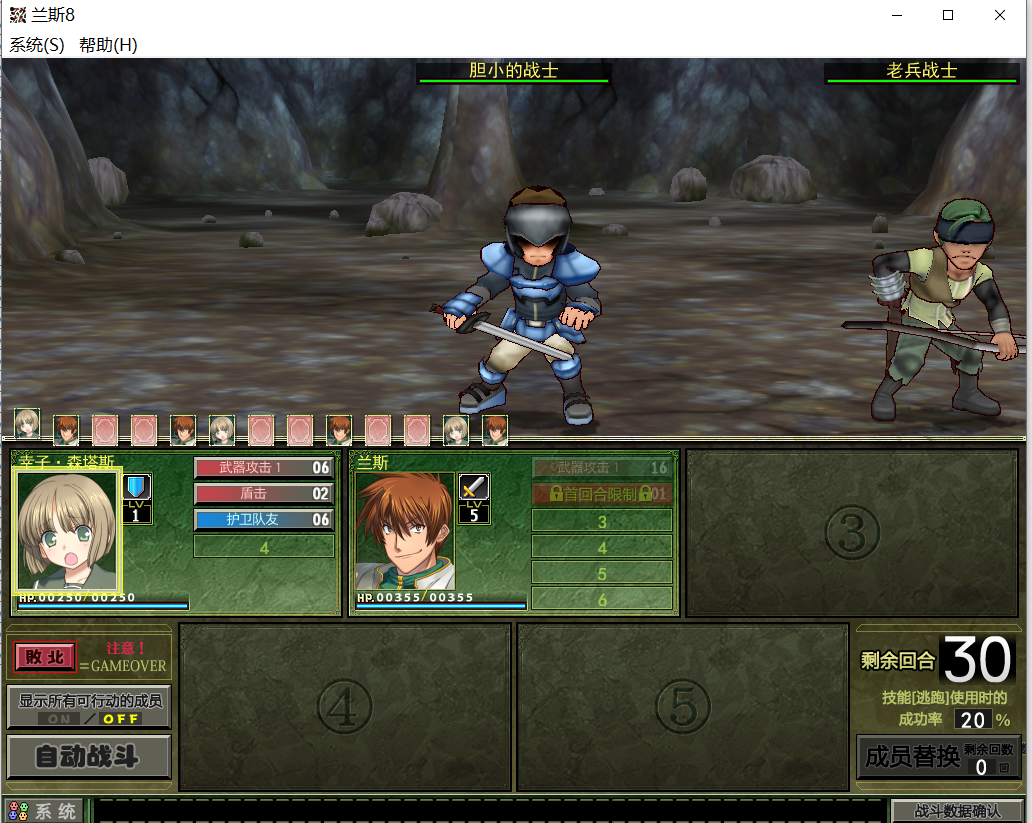 兰斯8
系统(S) 帮助(H)
胆小的战士
老兵战士
幸子·森塔斯
LV
1
武器攻击1 06
盾击 02
护卫队友 06
4
HP.00250/00250
兰斯
LV
5
武器攻击1 16
首回合限制 01
3
4
5
6
HP.00355/00355
③
败北
注意！
=GAMEOVER
显示所有可行动的成员
ON / OFF
自动战斗
④
⑤
剩余回合 30
技能[逃跑]使用时的
成功率 20 %
成员替换 剩余回数
0 回
系统
战斗数据确认